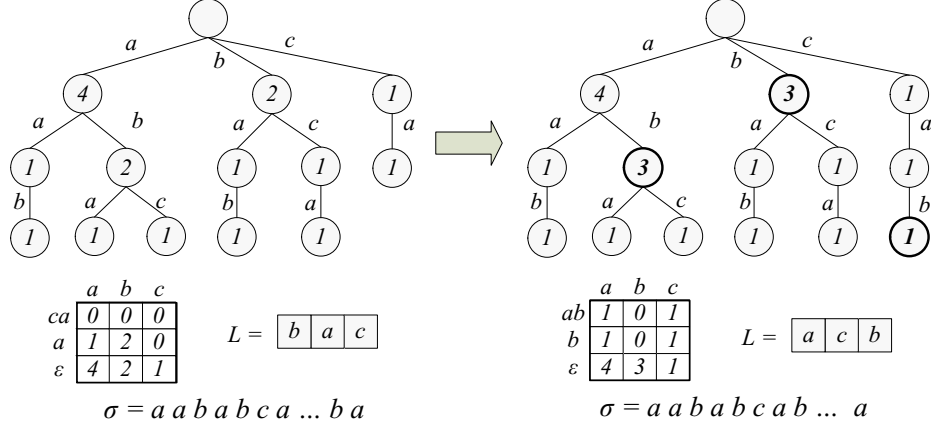 a b c a b c
4 2 1 4 3 1
a b a c a a b a c a
1 2 1 1 1 1 3 1 1 1
b a c b a b a c b a b
1 1 1 1 1 1 1 1 1 1 1
a b c a b c
ca 0 0 0 ab 1 0 1
a 1 2 0 L = b a c b 1 0 1 L = a c b
ε 4 2 1 ε 4 3 1
σ = a a b a b c a ... b a σ = a a b a b c a b ... a